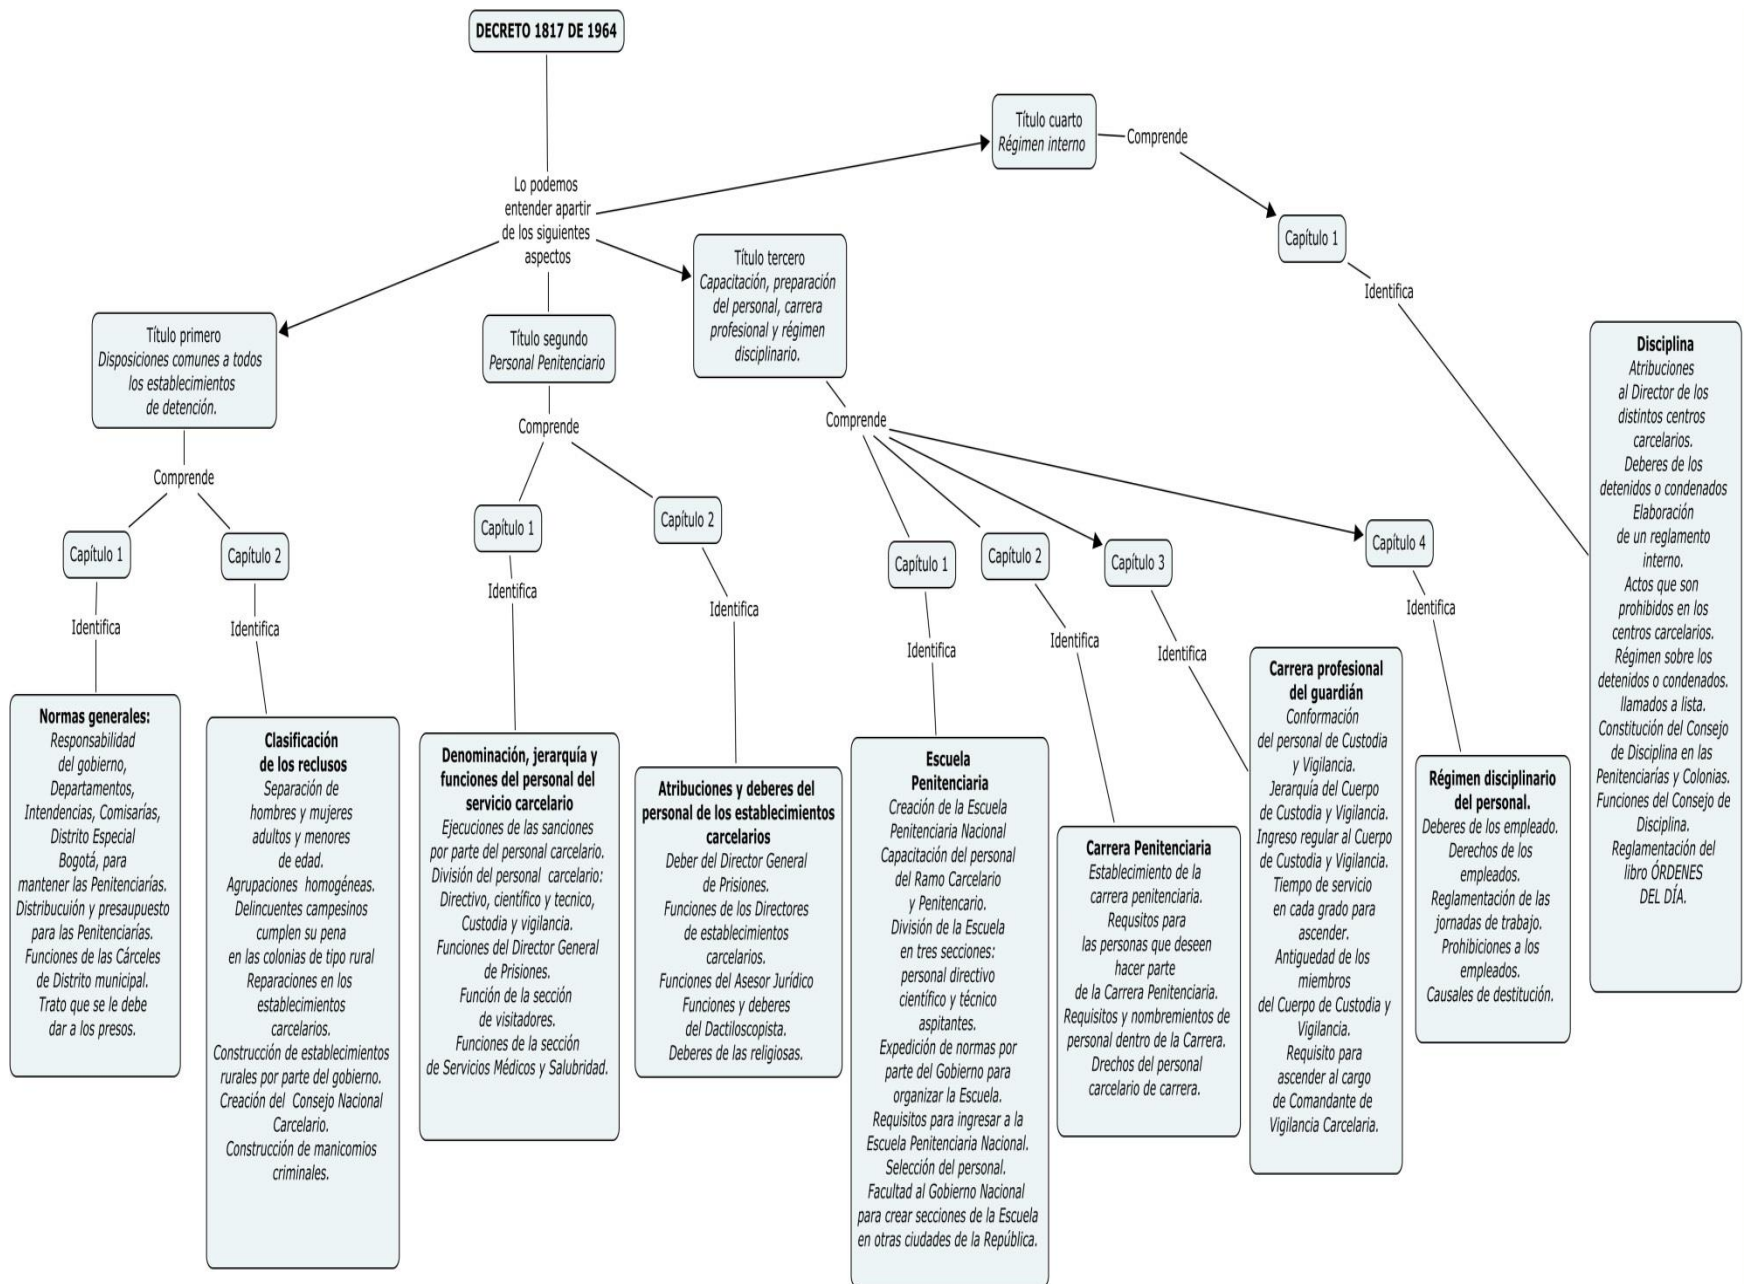 DECRETO 1817 DE 1964
Lo podemos
entender apartir
de los siguientes
aspectos
Título cuarto
Régimen interno
Comprende
Capítulo 1
Identifica
Disciplina
Atribuciones
al Director de los
distintos centros
carcelarios.
Deberes de los
detenidos o condenados
Elaboración
de un reglamento
interno.
Actos que son
prohibidos en los
centros carcelarios.
Régimen sobre los
detenidos o condenados.
llamados a lista.
Constitución del Consejo
de Disciplina en las
Penitenciarías y Colonias.
Funciones del Consejo de
Disciplina.
Reglamentación del
libro ÓRDENES
DEL DÍA.
Título primero
Disposiciones comunes a todos
los establecimientos
de detención.
Comprende
Capítulo 1
Identifica
Normas generales:
Responsabilidad
del gobierno,
Departamentos,
Intendencias, Comisarías,
Distrito Especial
Bogotá, para
mantener las Penitenciarías.
Distribucción y presaupuesto
para las Penitenciarías.
Funciones de las Cárceles
de Distrito municipal.
Trato que se le debe
dar a los presos.
Capítulo 2
Identifica
Clasificación
de los reclusos
Separación de
hombres y mujeres
adultos y menores
de edad.
Agrupaciones homogéneas.
Delincuentes campesinos
cumplen su pena
en las colonias de tipo rural
Reparaciones en los
establecimientos
carcelarios.
Construcción de establecimientos
rurales por parte del gobierno.
Creación del Consejo Nacional
Carcelario.
Construcción de manicomios
criminales.
Título segundo
Personal Penitenciario
Comprende
Capítulo 1
Identifica
Denominación, jerarquía y
funciones del personal del
servicio carcelario
Ejecuciones de las sanciones
por parte del personal carcelario.
División del personal carcelario:
Directivo, científico y tecnico,
Custodia y vigilancia.
Funciones del Director General
de Prisiones.
Función de la sección
de visitadores.
Funciones de la sección
de Servicios Médicos y Salubridad.
Capítulo 2
Identifica
Atribuciones y deberes del
personal de los establecimientos
carcelarios
Deber del Director General
de Prisiones.
Funciones de los Directores
de establecimientos
carcelarios.
Funciones del Asesor Jurídico
Funciones y deberes
del Dactiloscopista.
Deberes de las religiosas.
Título tercero
Capacitación, preparación
del personal, carrera
profesional y régimen
disciplinario.
Comprende
Capítulo 1
Identifica
Escuela
Penitenciaria
Creación de la Escuela
Penitenciaria Nacional
Capacitación del personal
del Ramo Carcelario
y Penitencario.
División de la Escuela
en tres secciones:
personal directivo
científico y técnico
aspitantes.
Expedición de normas por
parte del Gobierno para
organizar la Escuela.
Requisitos para ingresar a la
Escuela Penitenciaria Nacional.
Selección del personal.
Facultad al Gobierno Nacional
para crear secciones de la Escuela
en otras ciudades de la República.
Capítulo 2
Identifica
Carrera Penitenciaria
Establecimiento de la
carrera penitenciaria.
Requsitos para
las personas que deseen
hacer parte
de la Carrera Penitenciaria.
Requisitos y nombremientos de
personal dentro de la Carrera.
Drechos del personal
carcelario de carrera.
Capítulo 3
Identifica
Carrera profesional
del guardián
Conformación
del personal de Custodia
y Vigilancia.
Jerarquía del Cuerpo
de Custodia y Vigilancia.
Ingreso regular al Cuerpo
de Custodia y Vigilancia.
Tiempo de servicio
en cada grado para
ascender.
Antiguedad de los
miembros
del Cuerpo de Custodia y
Vigilancia.
Requisito para
ascender al cargo
de Comandante de
Vigilancia Carcelaria.
Capítulo 4
Identifica
Régimen disciplinario
del personal.
Deberes de los empleado.
Derechos de los
empleados.
Reglamentación de las
jornadas de trabajo.
Prohibiciones a los
empleados.
Causales de destitución.